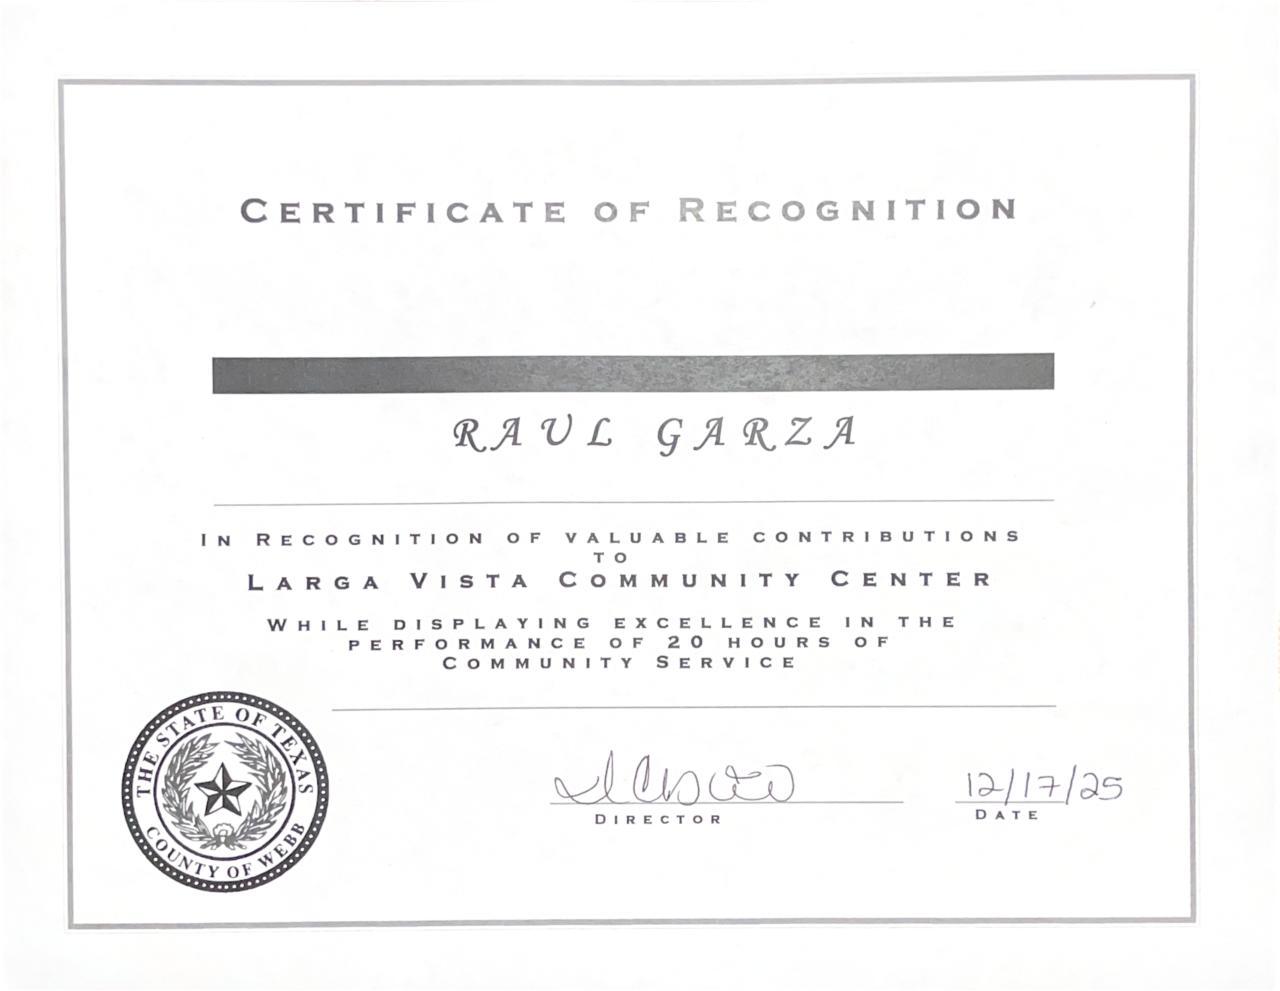 CERTIFICATE OF RECOGNITION
RAUL GARZA
IN RECOGNITION OF VALUABLE CONTRIBUTIONS
TO
LARGA VISTA COMMUNITY CENTER
WHILE DISPLAYING EXCELLENCE IN THE
PERFORMANCE OF 20 HOURS OF
COMMUNITY SERVICE
THE STATE OF TEXAS
COUNTY OF WEBB
12/17/25
DIRECTOR
DATE